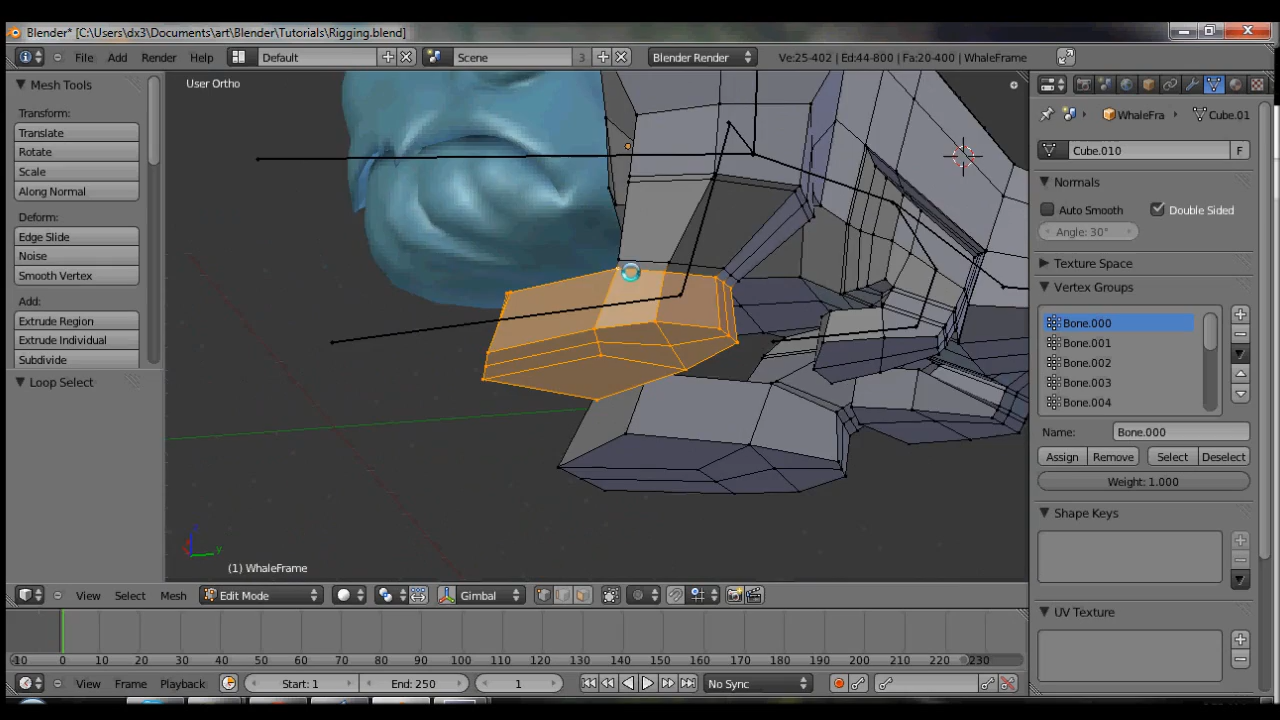 Blender* [C:\Users\dx3\Documents\art\Blender\Tutorials\Rigging.blend]
File Add Render Help Default Scene 3 Blender Render Ve:25-402 | Ed:44-800 | Fa:20-400 | WhaleFrame
Mesh Tools
Transform:
Translate
Rotate
Scale
Along Normal
Deform:
Edge Slide
Noise
Smooth Vertex
Add:
Extrude Region
Extrude Individual
Subdivide
Loop Select
User Ortho
z
y
(1) WhaleFrame
WhaleFra Cube.01
Cube.010 F
Normals
Auto Smooth Double Sided
Angle: 30°
Texture Space
Vertex Groups
Bone.000
Bone.001
Bone.002
Bone.003
Bone.004
Name: Bone.000
Assign Remove Select Deselect
Weight: 1.000
Shape Keys
UV Texture
View Select Mesh Edit Mode Gimbal
-10 0 10 20 30 40 50 60 70 80 90 100 110 120 130 140 150 160 170 180 190 200 210 220 230
View Frame Playback Start: 1 End: 250 1 No Sync